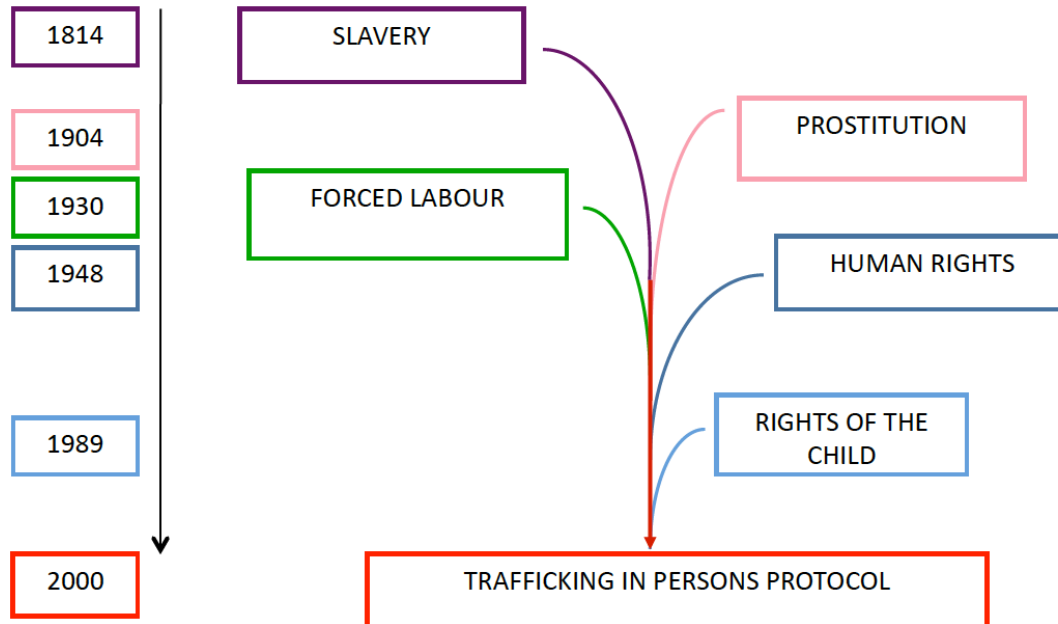 1814
SLAVERY
1904
PROSTITUTION
1930
FORCED LABOUR
1948
HUMAN RIGHTS
1989
RIGHTS OF THE
CHILD
2000
TRAFFICKING IN PERSONS PROTOCOL